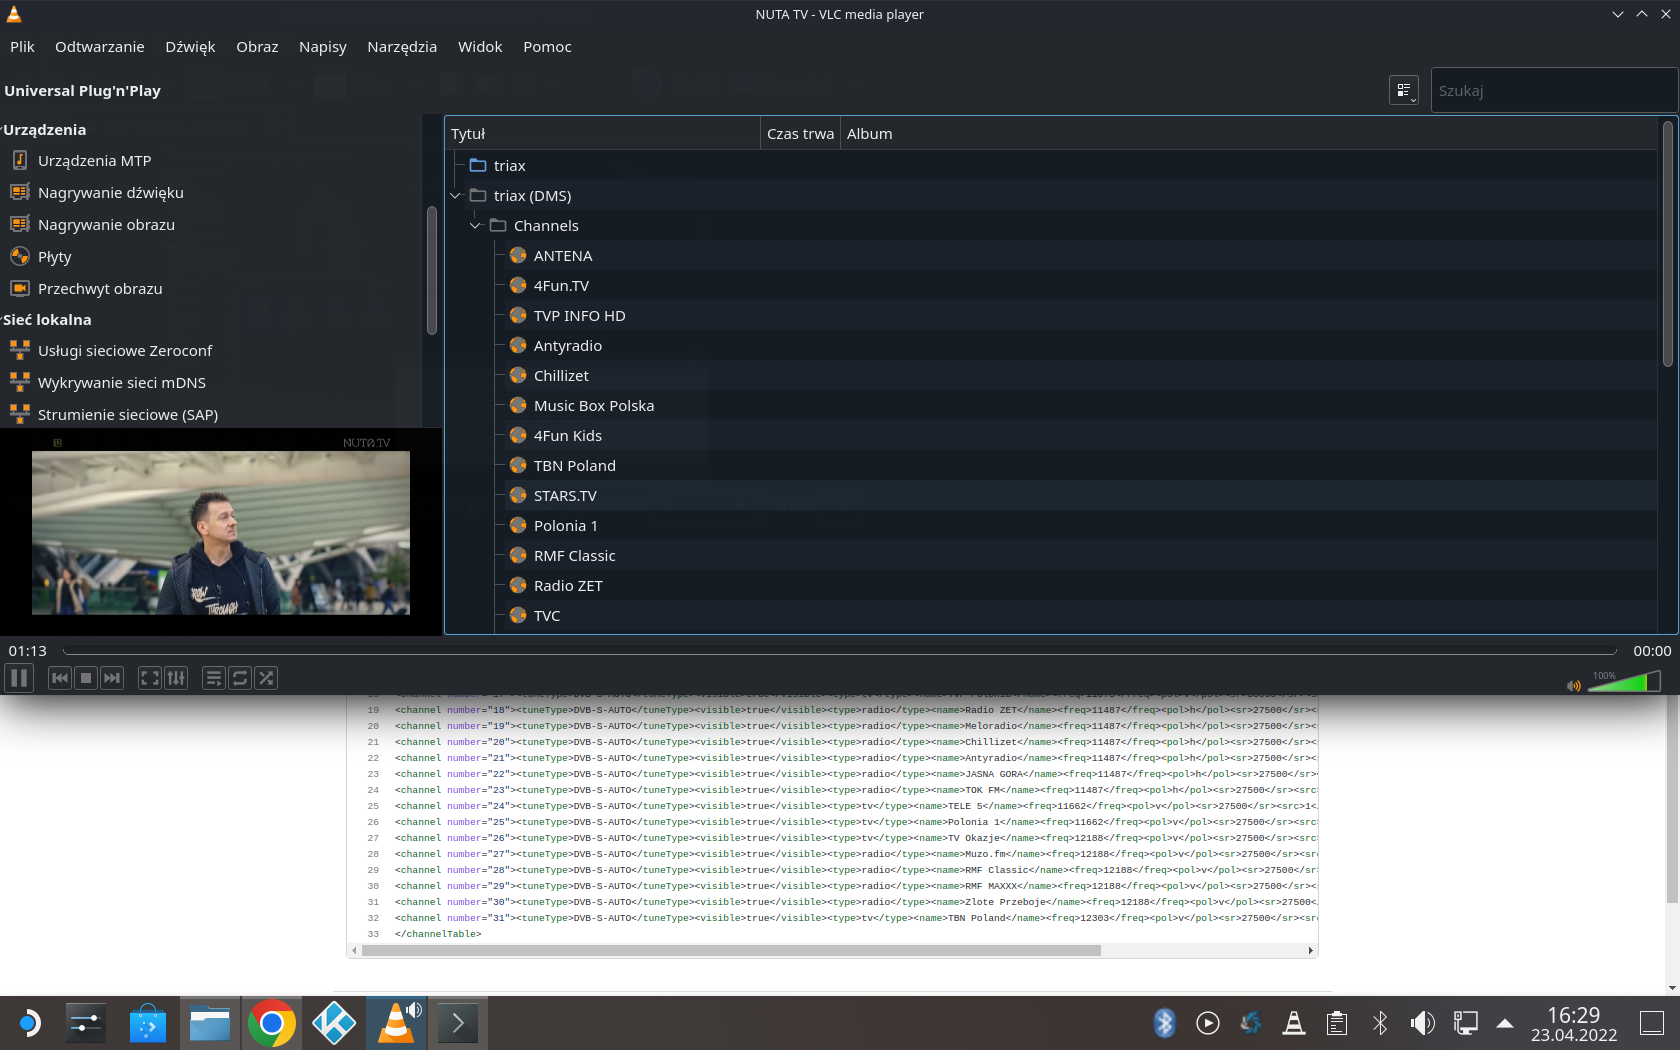 NUTA TV - VLC media player
Plik Odtwarzanie Dźwięk Obraz Napisy Narzędzia Widok Pomoc
Universal Plug'n'Play
Szukaj
Urządzenia
Urządzenia MTP
Nagrywanie dźwięku
Nagrywanie obrazu
Płyty
Przechwyt obrazu
Sieć lokalna
Usługi sieciowe Zeroconf
Wykrywanie sieci mDNS
Strumienie sieciowe (SAP)
NUTA.TV
Tytuł Czas trwa Album
triax
triax (DMS)
Channels
ANTENA
4Fun.TV
TVP INFO HD
Antyradio
Chillizet
Music Box Polska
4Fun Kids
TBN Poland
STARS.TV
Polonia 1
RMF Classic
Radio ZET
TVC
01:13 00:00
100%
19 <channel number="18"><tuneType>DVB-S-AUTO</tuneType><visible>true</visible><type>radio</type><name>Radio ZET</name><freq>11487</freq><pol>h</pol><sr>27500</sr><s
20 <channel number="19"><tuneType>DVB-S-AUTO</tuneType><visible>true</visible><type>radio</type><name>Meloradio</name><freq>11487</freq><pol>h</pol><sr>27500</sr><s
21 <channel number="20"><tuneType>DVB-S-AUTO</tuneType><visible>true</visible><type>radio</type><name>Chillizet</name><freq>11487</freq><pol>h</pol><sr>27500</sr><s
22 <channel number="21"><tuneType>DVB-S-AUTO</tuneType><visible>true</visible><type>radio</type><name>Antyradio</name><freq>11487</freq><pol>h</pol><sr>27500</sr><s
23 <channel number="22"><tuneType>DVB-S-AUTO</tuneType><visible>true</visible><type>radio</type><name>JASNA GORA</name><freq>11487</freq><pol>h</pol><sr>27500</sr><
24 <channel number="23"><tuneType>DVB-S-AUTO</tuneType><visible>true</visible><type>radio</type><name>TOK FM</name><freq>11487</freq><pol>h</pol><sr>27500</sr><src>
25 <channel number="24"><tuneType>DVB-S-AUTO</tuneType><visible>true</visible><type>tv</type><name>TELE 5</name><freq>11662</freq><pol>v</pol><sr>27500</sr><src>1<
26 <channel number="25"><tuneType>DVB-S-AUTO</tuneType><visible>true</visible><type>tv</type><name>Polonia 1</name><freq>11662</freq><pol>v</pol><sr>27500</sr><src>
27 <channel number="26"><tuneType>DVB-S-AUTO</tuneType><visible>true</visible><type>tv</type><name>TV Okazje</name><freq>12188</freq><pol>v</pol><sr>27500</sr><src>
28 <channel number="27"><tuneType>DVB-S-AUTO</tuneType><visible>true</visible><type>radio</type><name>Muzo.fm</name><freq>12188</freq><pol>v</pol><sr>27500</sr><src
29 <channel number="28"><tuneType>DVB-S-AUTO</tuneType><visible>true</visible><type>radio</type><name>RMF Classic</name><freq>12188</freq><pol>v</pol><sr>27500</sr>
30 <channel number="29"><tuneType>DVB-S-AUTO</tuneType><visible>true</visible><type>radio</type><name>RMF MAXXX</name><freq>12188</freq><pol>v</pol><sr>27500</sr><s
31 <channel number="30"><tuneType>DVB-S-AUTO</tuneType><visible>true</visible><type>radio</type><name>Zlote Przeboje</name><freq>12188</freq><pol>v</pol><sr>27500</
32 <channel number="31"><tuneType>DVB-S-AUTO</tuneType><visible>true</visible><type>tv</type><name>TBN Poland</name><freq>12303</freq><pol>v</pol><sr>27500</sr><sr
33 </channelTable>
16:29
23.04.2022